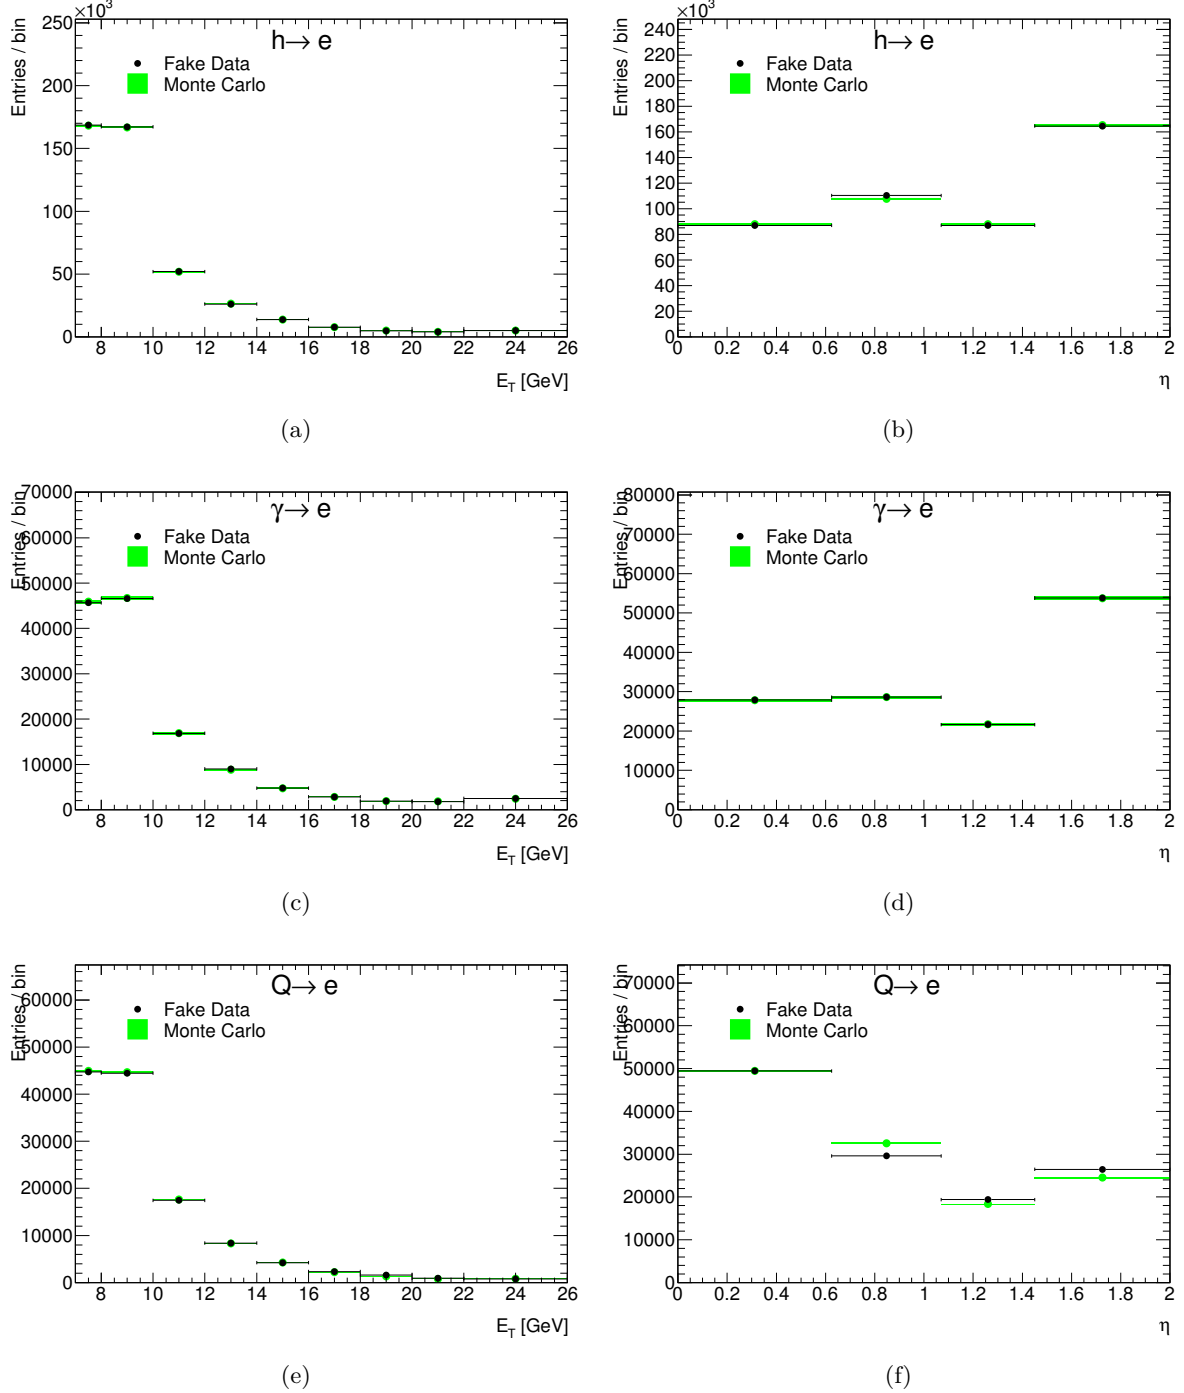 ×10³
Entries / bin
h→ e
Fake Data
Monte Carlo
250
200
150
100
50
0
8 10 12 14 16 18 20 22 24 26
E_T [GeV]
(a)
×10³
Entries / bin
h→ e
Fake Data
Monte Carlo
240
220
200
180
160
140
120
100
80
60
40
20
0
0 0.2 0.4 0.6 0.8 1 1.2 1.4 1.6 1.8 2
η
(b)
Entries / bin
γ→ e
Fake Data
Monte Carlo
70000
60000
50000
40000
30000
20000
10000
0
8 10 12 14 16 18 20 22 24 26
E_T [GeV]
(c)
Entries / bin
γ→ e
Fake Data
Monte Carlo
80000
70000
60000
50000
40000
30000
20000
10000
0
0 0.2 0.4 0.6 0.8 1 1.2 1.4 1.6 1.8 2
η
(d)
Entries / bin
Q→ e
Fake Data
Monte Carlo
60000
50000
40000
30000
20000
10000
0
8 10 12 14 16 18 20 22 24 26
E_T [GeV]
(e)
Entries / bin
Q→ e
Fake Data
Monte Carlo
70000
60000
50000
40000
30000
20000
10000
0
0 0.2 0.4 0.6 0.8 1 1.2 1.4 1.6 1.8 2
η
(f)